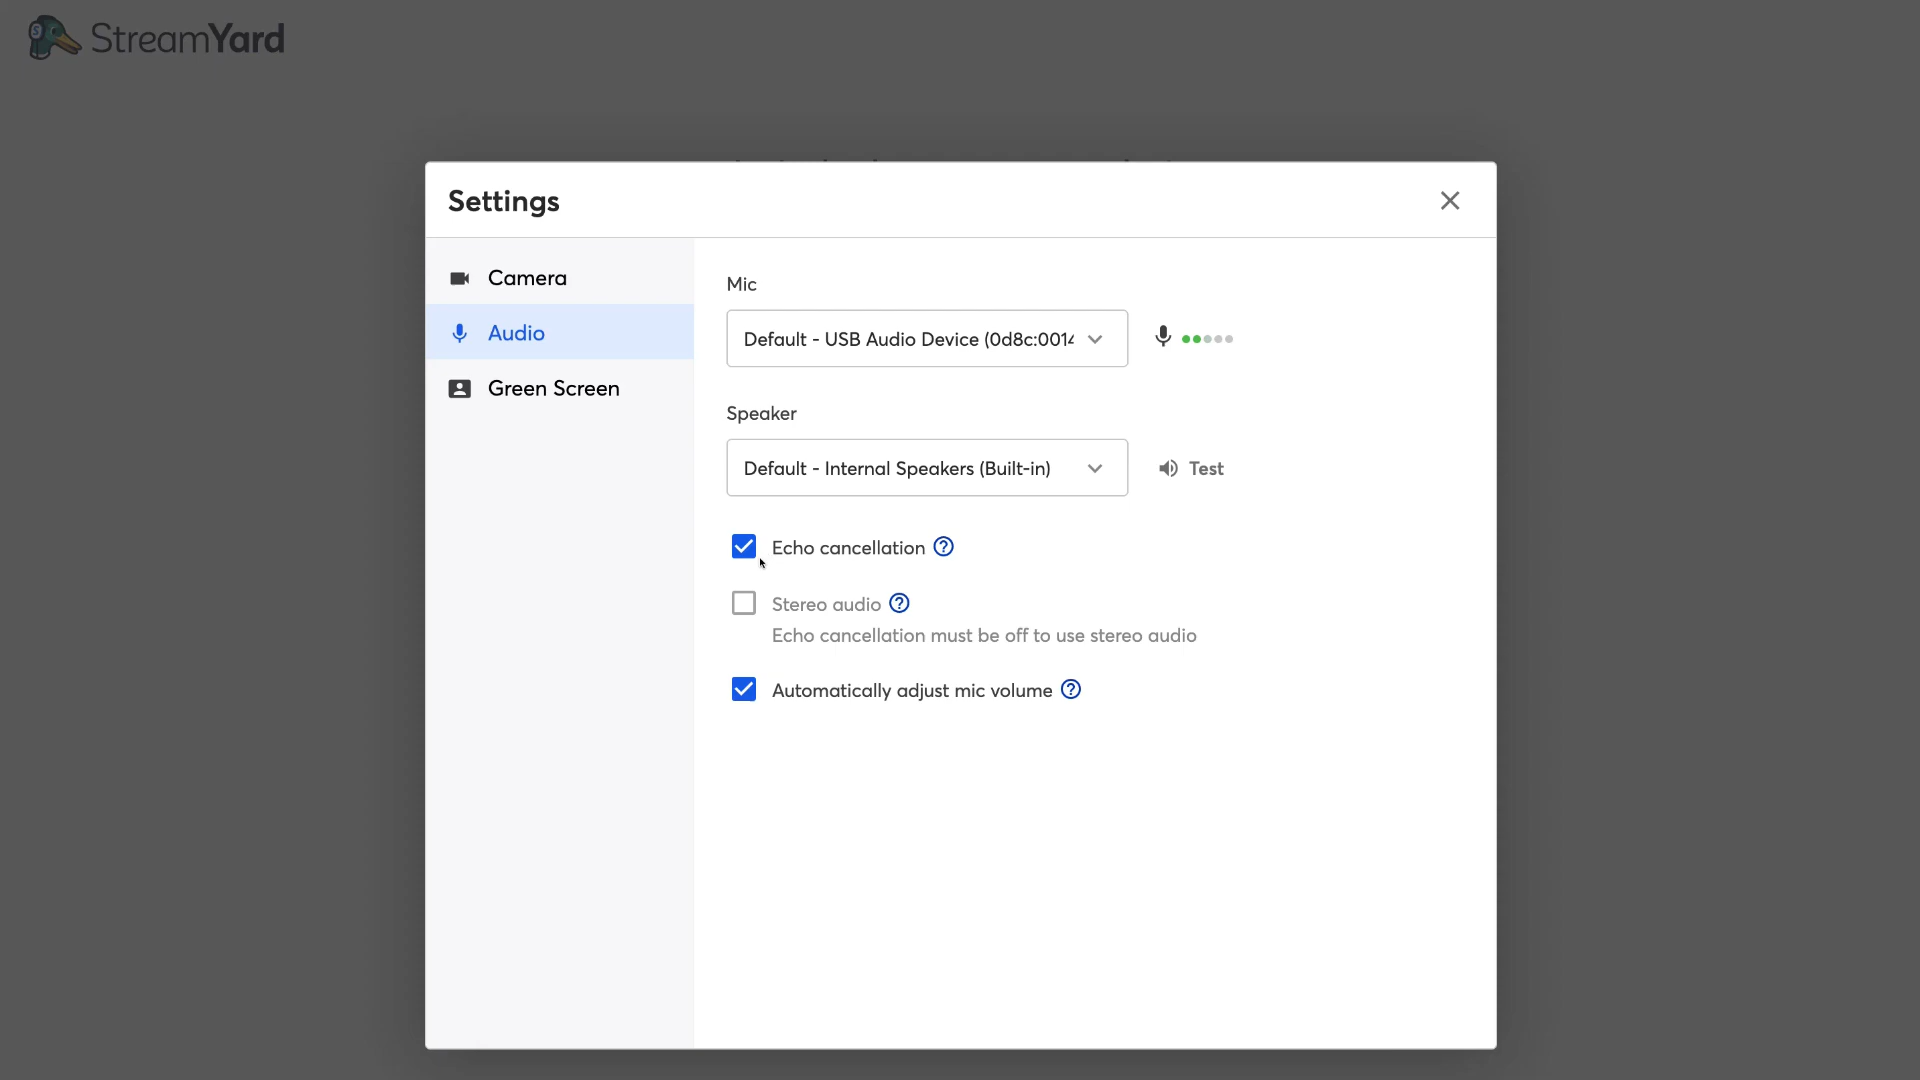 StreamYard
Settings
Camera
Audio
Green Screen
Mic
Default - USB Audio Device (0d8c:0014
Speaker
Default - Internal Speakers (Built-in)
Test
Echo cancellation
Stereo audio
Echo cancellation must be off to use stereo audio
Automatically adjust mic volume